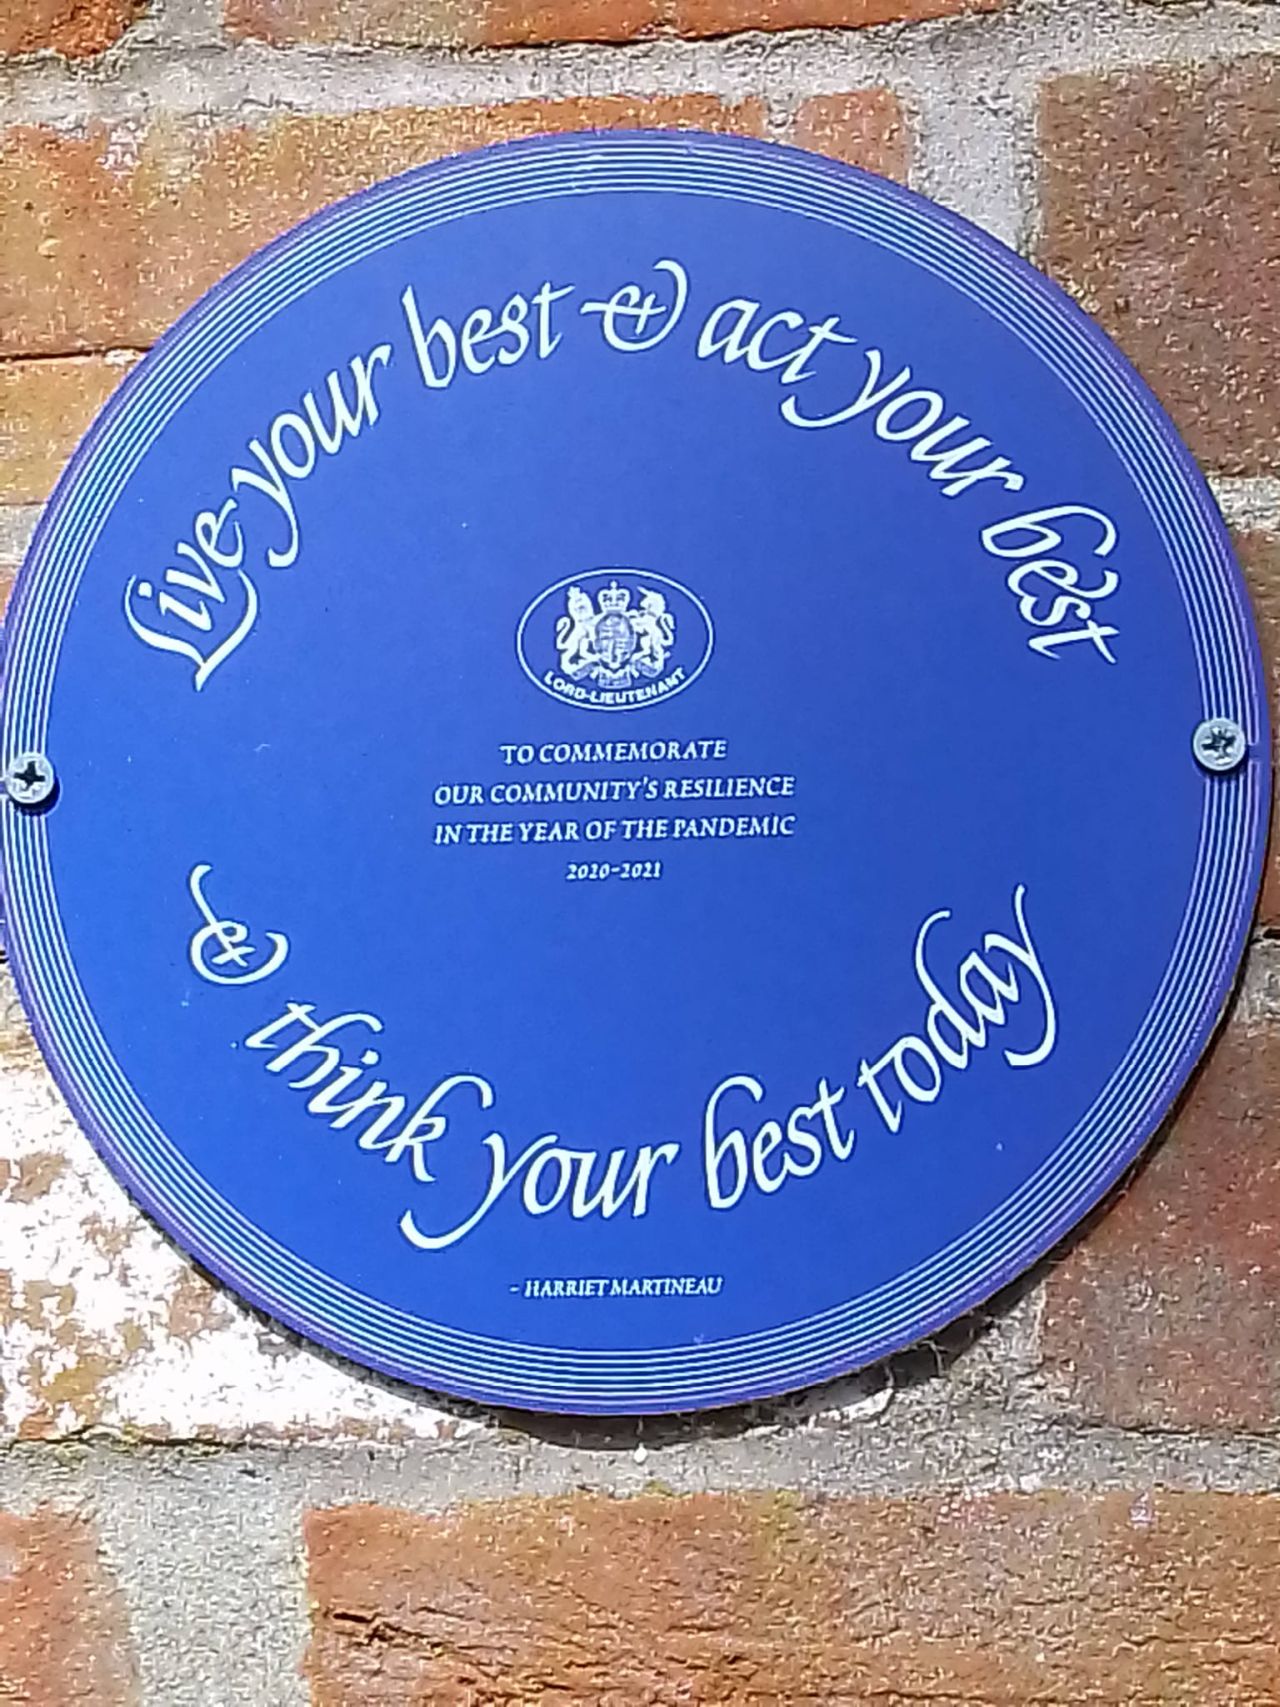 Live your best & act your best
LORD-LIEUTENANT
TO COMMEMORATE
OUR COMMUNITY'S RESILIENCE
IN THE YEAR OF THE PANDEMIC
2020-2021
& think your best today
- HARRIET MARTINEAU